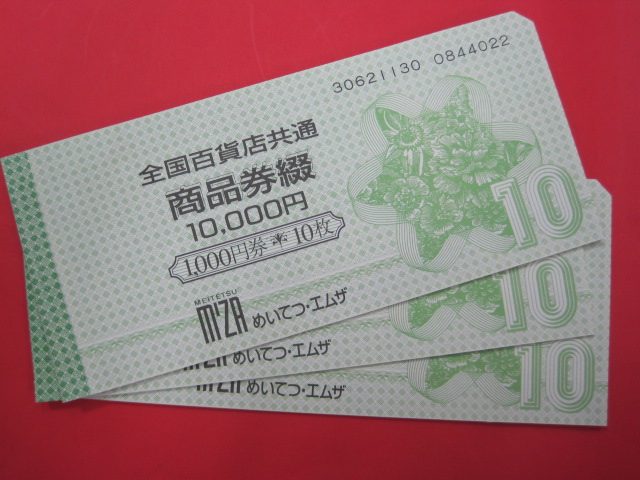 30621130 0844022
全国百貨店共通
商品券綴
10,000円
1,000円券＊10枚
10
MEITETSU
M'ZA めいてつ・エムザ
10
M'ZA めいてつ・エムザ
10
M'ZA めいてつ・エムザ